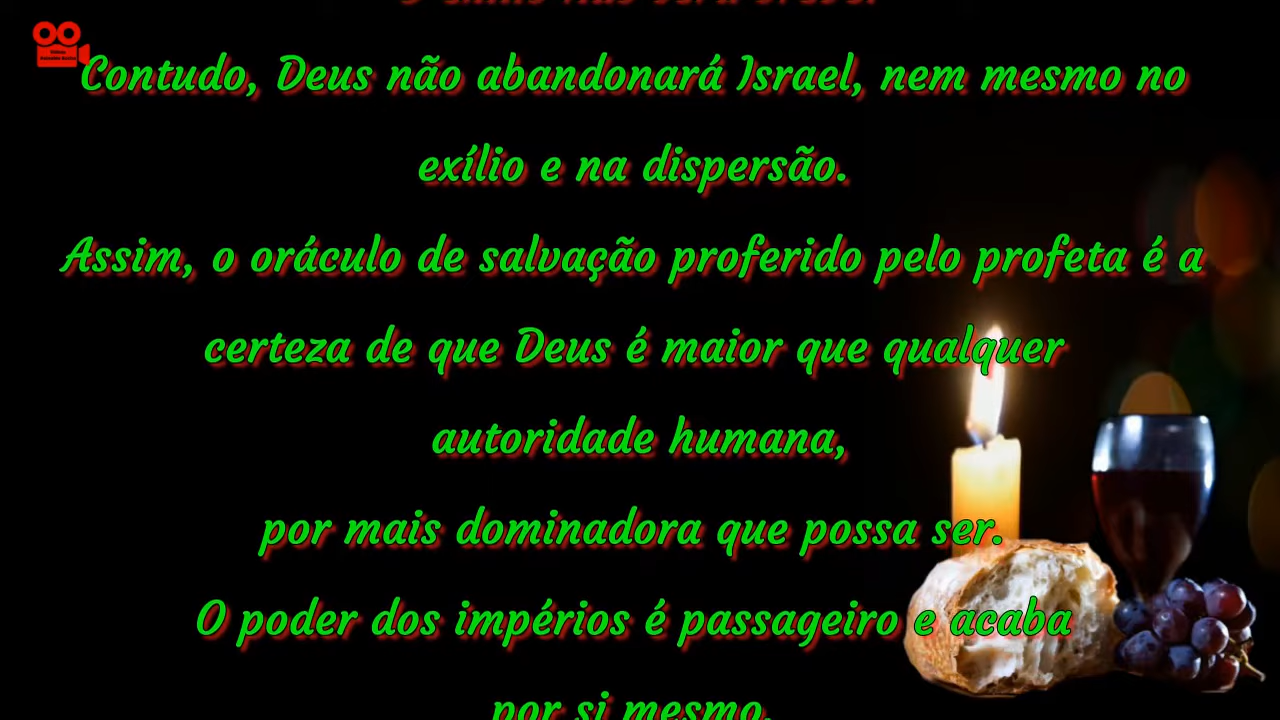 Contudo, Deus não abandonará Israel, nem mesmo no
exílio e na dispersão.
Assim, o oráculo de salvação proferido pelo profeta é a
certeza de que Deus é maior que qualquer
autoridade humana,
por mais dominadora que possa ser.
O poder dos impérios é passageiro e acaba
por si mesmo.